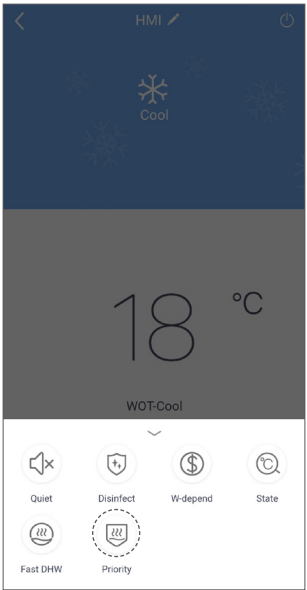 HMI
Cool
18 °C
WOT-Cool
Quiet Disinfect W-depend State
Fast DHW Priority